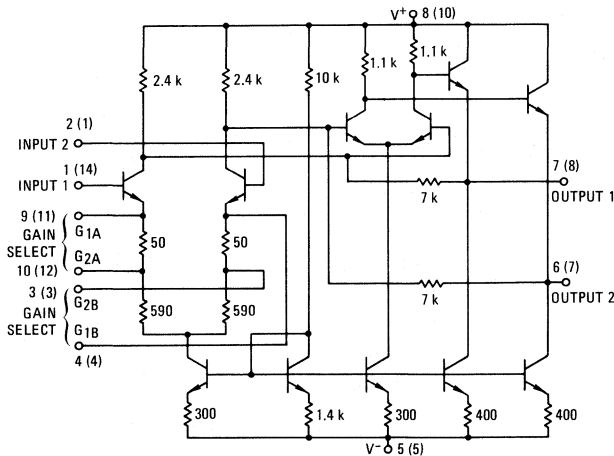 V+ 8 (10)
2.4 k
2.4 k
10 k
1.1 k
1.1 k
2 (1)
INPUT 2
1 (14)
INPUT 1
9 (11)
GAIN SELECT
G1A
G2A
10 (12)
3 (3)
GAIN SELECT
G2B
G1B
4 (4)
50
50
590
590
7 k
7 (8)
OUTPUT 1
6 (7)
7 k
OUTPUT 2
300
1.4 k
300
400
400
V− 5 (5)